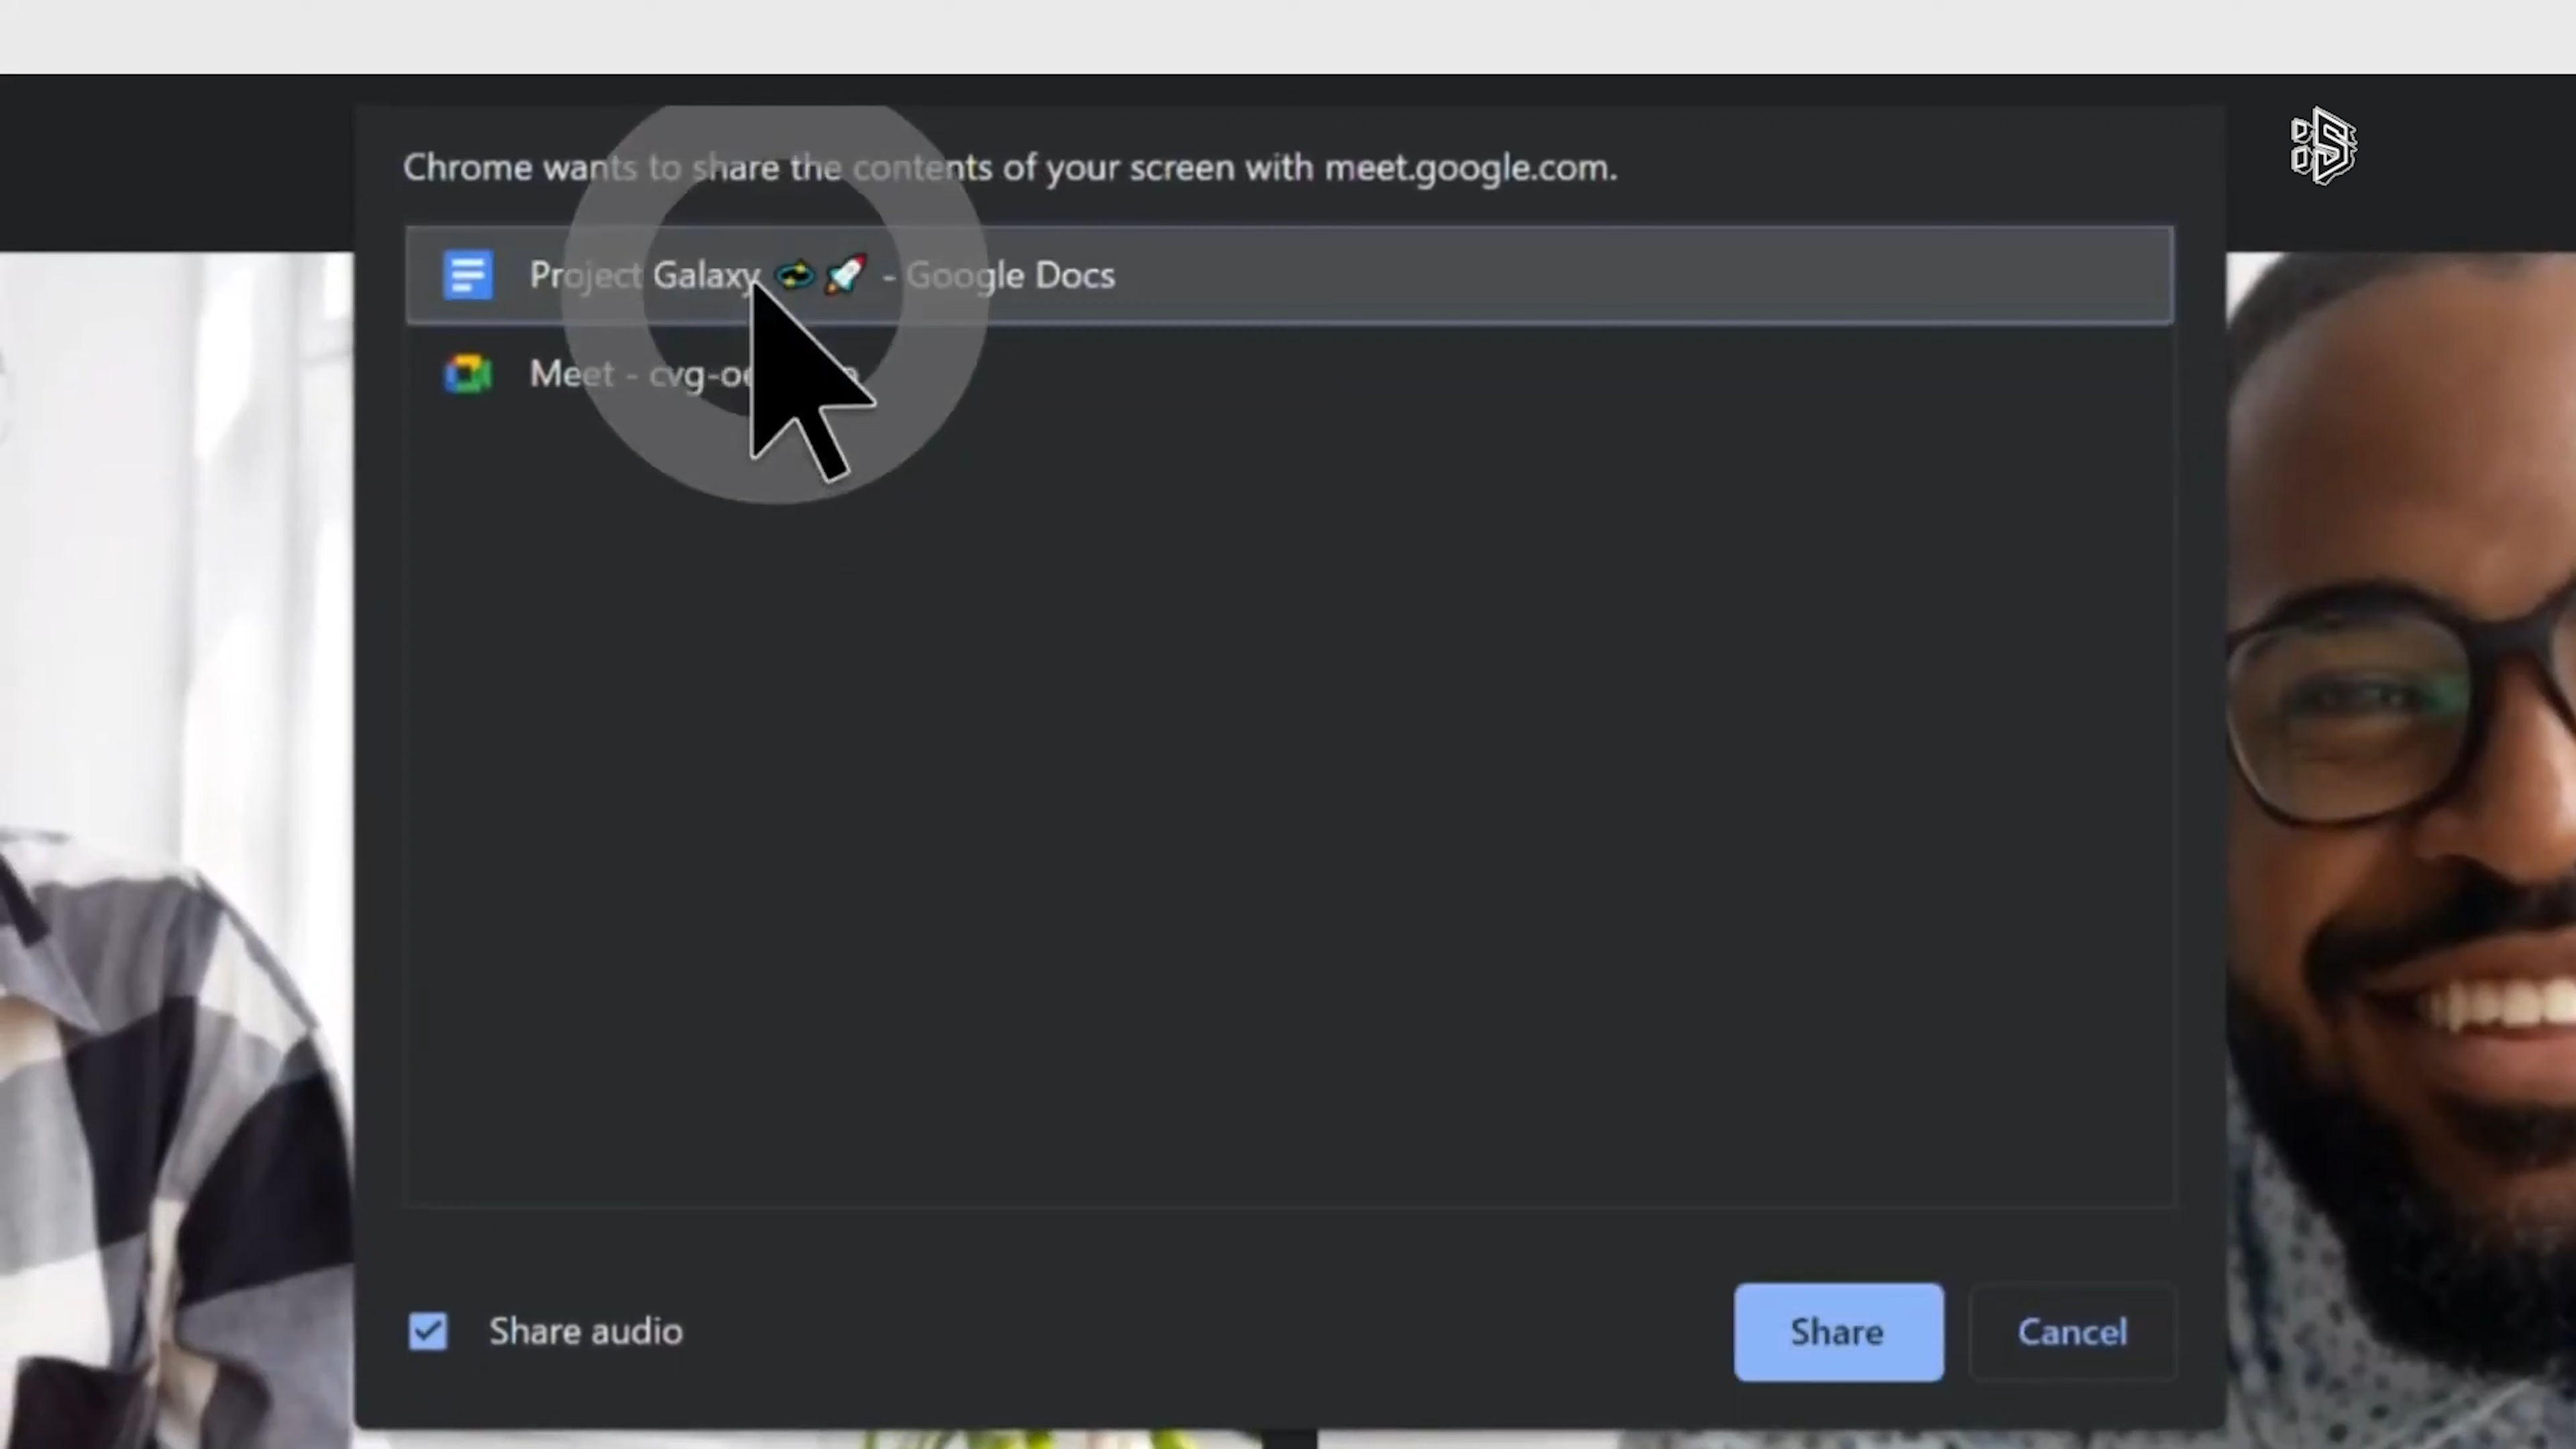 Chrome wants to share the contents of your screen with meet.google.com.
Project Galaxy 💫🚀 - Google Docs
Meet - 
Share audio
Share
Cancel